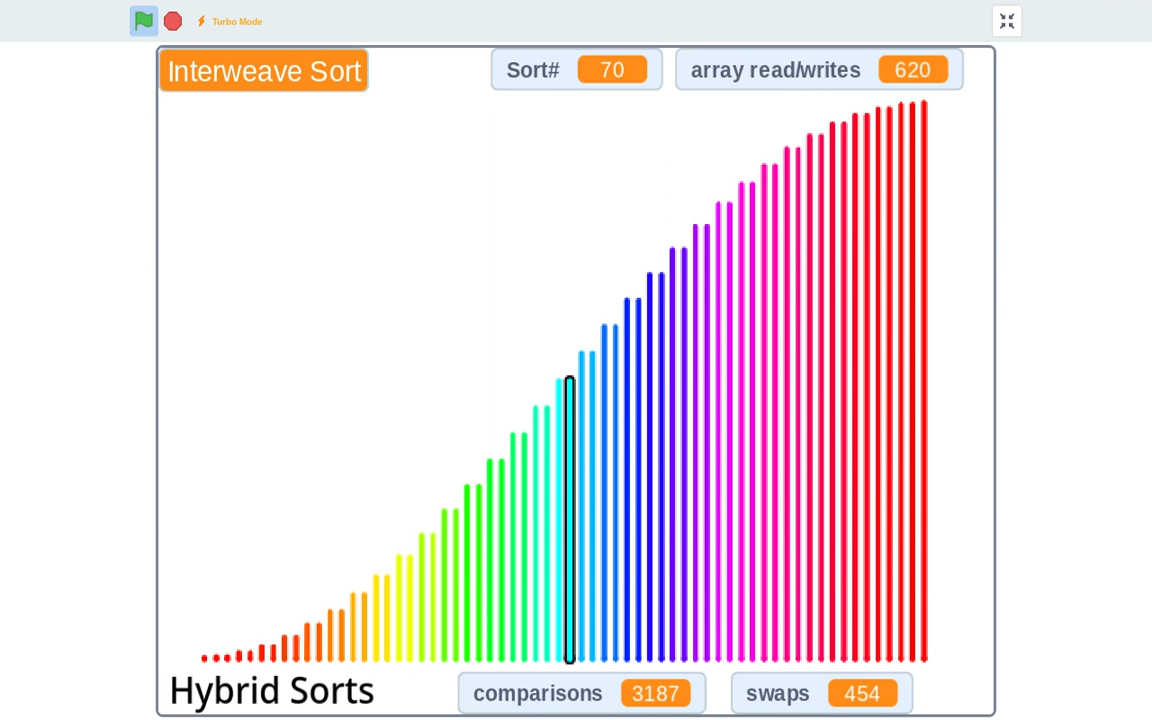 Turbo Mode
Interweave Sort
Sort# 70
array read/writes 620
Hybrid Sorts
comparisons 3187
swaps 454